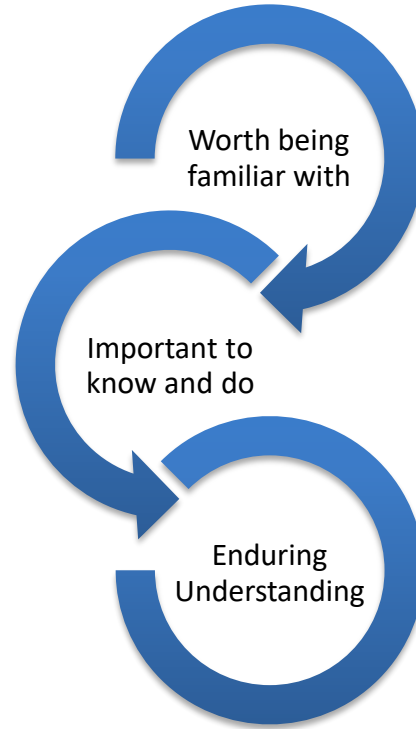 Worth being
familiar with
Important to
know and do
Enduring
Understanding